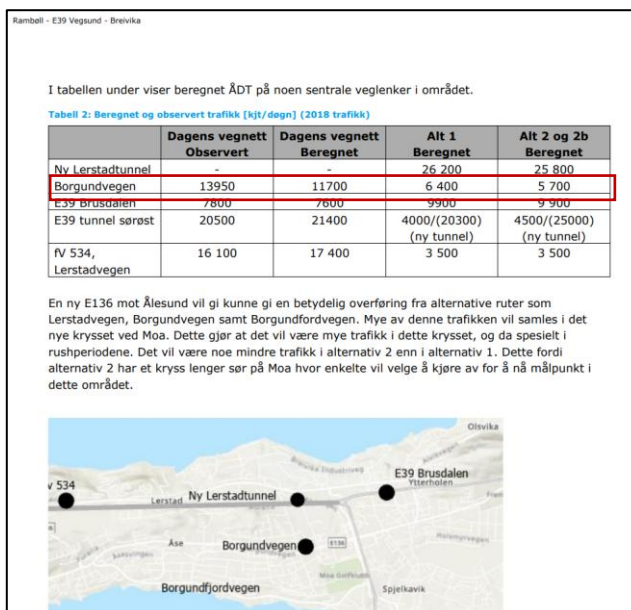 Rambøll - E39 Vegsund - Breivika
I tabellen under viser beregnet ÅDT på noen sentrale veglenker i området.
Tabell 2: Beregnet og observert trafikk [kjt/døgn] (2018 trafikk)
Dagens vegnett Observert Dagens vegnett Beregnet Alt 1 Beregnet Alt 2 og 2b Beregnet
Ny Lerstadtunnel - - 26 200 25 800
Borgundvegen 13950 11700 6 400 5 700
E39 Brusdalen 7800 7600 9900 9 900
E39 tunnel sørøst 20500 21400 4000/(20300) (ny tunnel) 4500/(25000) (ny tunnel)
fV 534, Lerstadvegen 16 100 17 400 3 500 3 500
En ny E136 mot Ålesund vil gi kunne gi en betydelig overføring fra alternative ruter som
Lerstadvegen, Borgundvegen samt Borgundfordvegen. Mye av denne trafikken vil samles i det
nye krysset ved Moa. Dette gjør at det vil være mye trafikk i dette krysset, og da spesielt i
rushperiodene. Det vil være noe mindre trafikk i alternativ 2 enn i alternativ 1. Dette fordi
alternativ 2 har et kryss lenger sør på Moa hvor enkelte vil velge å kjøre av for å nå målpunkt i
dette området.
Olsvika
Breivika Industriveg
E39 Brusdalen
Ytterholen
V 534
Lerstad
Ny Lerstadtunnel
Åse
Borgundvegen
E136
Moa
Borgundfjordvegen
Spjelkavik